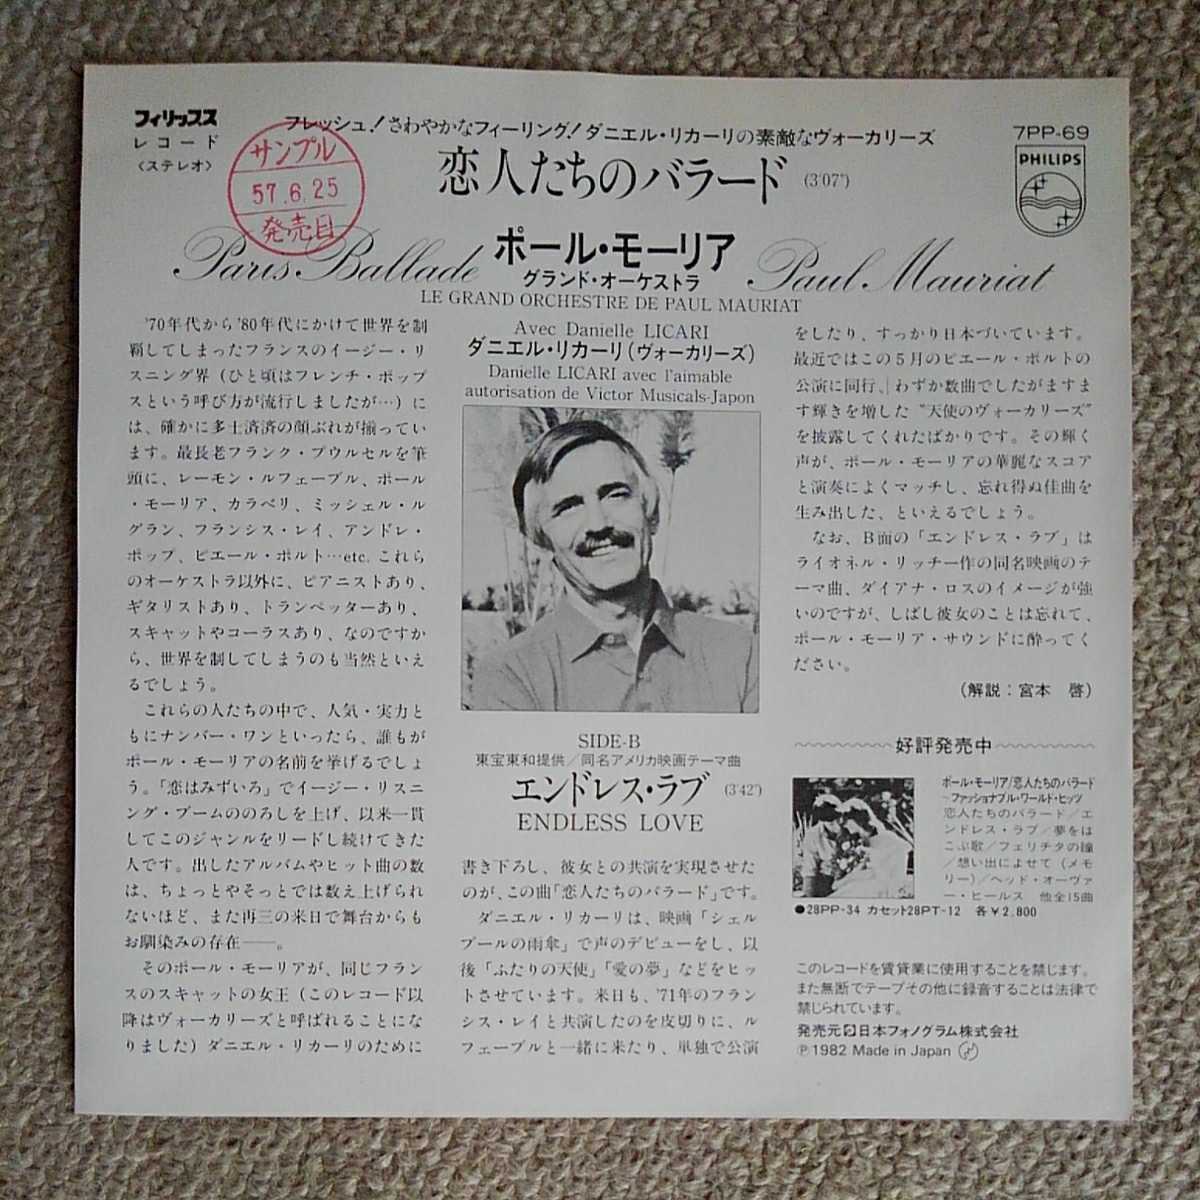 フィリップス
レコード
〈ステレオ〉
サンプル
57.6.25
発売日
フレッシュ!さわやかなフィーリング!ダニエル・リカーリの素敵なヴォーカリーズ
恋人たちのバラード (3'07")
7PP-69
PHILIPS
Paris Ballade
ポール・モーリア
グランド・オーケストラ
Paul Mauriat
LE GRAND ORCHESTRE DE PAUL MAURIAT
Avec Danielle LICARI
ダニエル・リカーリ(ヴォーカリーズ)
Danielle LICARI avec l'aimable
autorisation de Victor Musicals-Japon
'70年代から'80年代にかけて世界を制
覇してしまったフランスのイージー・リ
スニング界(ひと頃はフレンチ・ポップ
スという呼び方が流行しましたが…)に
は、確かに多士済済の顔ぶれが揃ってい
ます。最長老フランク・プウルセルを筆
頭に、レーモン・ルフェーブル、ポール
・モーリア、カラベリ、ミッシェル・ル
グラン、フランシス・レイ、アンドレ・
ポップ、ピエール・ポルト…etc. これら
のオーケストラ以外に、ピアニストあり、
ギタリストあり、トランペッターあり、
スキャットやコーラスあり、なのですか
ら、世界を制してしまうのも当然といえ
るでしょう。
これらの人たちの中で、人気・実力と
もにナンバー・ワンといったら、誰もが
ポール・モーリアの名前を挙げるでしょ
う。「恋はみずいろ」でイージー・リスニ
ング・ブームののろしを上げ、以来一貫
してこのジャンルをリードし続けてきた
人です。出したアルバムやヒット曲の数
は、ちょっとやそっとでは数え上げられ
ないほど、また再三の来日で舞台からも
お馴染みの存在——。
そのポール・モーリアが、同じフラン
スのスキャットの女王(このレコード以
降はヴォーカリーズと呼ばれることにな
りました)ダニエル・リカーリのために
SIDE-B
東宝東和提供/同名アメリカ映画テーマ曲
エンドレス・ラブ (3'42")
ENDLESS LOVE
書き下ろし、彼女との共演を実現させた
のが、この曲「恋人たちのバラード」です。
ダニエル・リカーリは、映画「シェル
ブールの雨傘」で声のデビューをし、以
後「ふたりの天使」「愛の夢」などをヒッ
トさせています。来日も、'71年のフラン
シス・レイと共演したのを皮切りに、ル
フェーブルと一緒に来たり、単独で公演
をしたり、すっかり日本づいています。
最近ではこの5月のピエール・ポルトの
公演に同行、わずか数曲でしたがますま
す輝きを増した〝天使のヴォーカリーズ〟
を披露してくれたばかりです。その輝く
声が、ポール・モーリアの華麗なスコア
と演奏によくマッチし、忘れ得ぬ佳曲を
生み出した、といえるでしょう。
なお、B面の「エンドレス・ラブ」は
ライオネル・リッチー作の同名映画のテ
ーマ曲、ダイアナ・ロスのイメージが強
いのですが、しばし彼女のことは忘れて、
ポール・モーリア・サウンドに酔ってく
ださい。
(解説:宮本 啓)
好評発売中
ポール・モーリア/恋人たちのバラード
〜ファッショナブル・ワールド・ヒッツ
恋人たちのバラード/エ
ンドレス・ラブ/夢をは
こぶ歌/フェリチタの瞳
/想い出によせて(メモ
リー)/ヘッド・オーヴァ
ー・ヒールス 他全15曲
●28PP-34 カセット28PT-12 各¥2,800
このレコードを賃貸業に使用することを禁じます。
また無断でテープその他に録音することは法律で
禁じられています。
発売元 日本フォノグラム株式会社
Ⓟ1982 Made in Japan